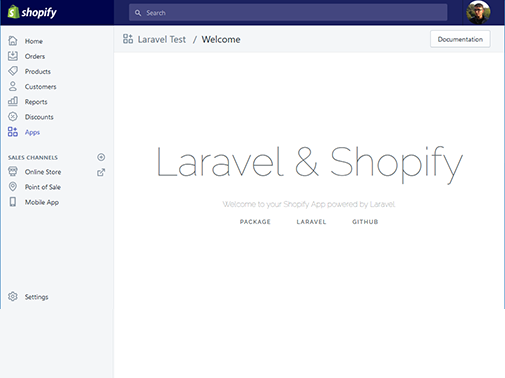 shopify
Search
Home
Orders
Products
Customers
Reports
Discounts
Apps
SALES CHANNELS
Online Store
Point of Sale
Mobile App
Settings
Laravel Test / Welcome
Documentation
Laravel & Shopify
Welcome to your Shopify App powered by Laravel
PACKAGE LARAVEL GITHUB